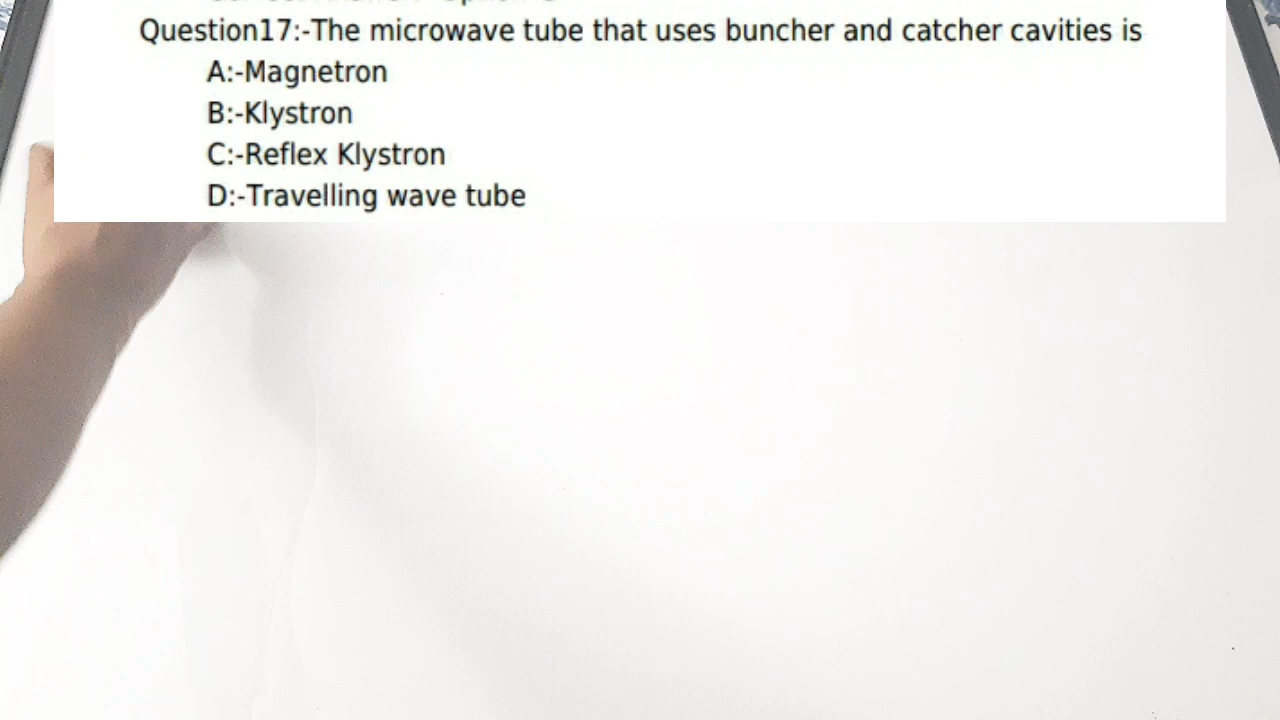 Question17:-The microwave tube that uses buncher and catcher cavities is
A:-Magnetron
B:-Klystron
C:-Reflex Klystron
D:-Travelling wave tube